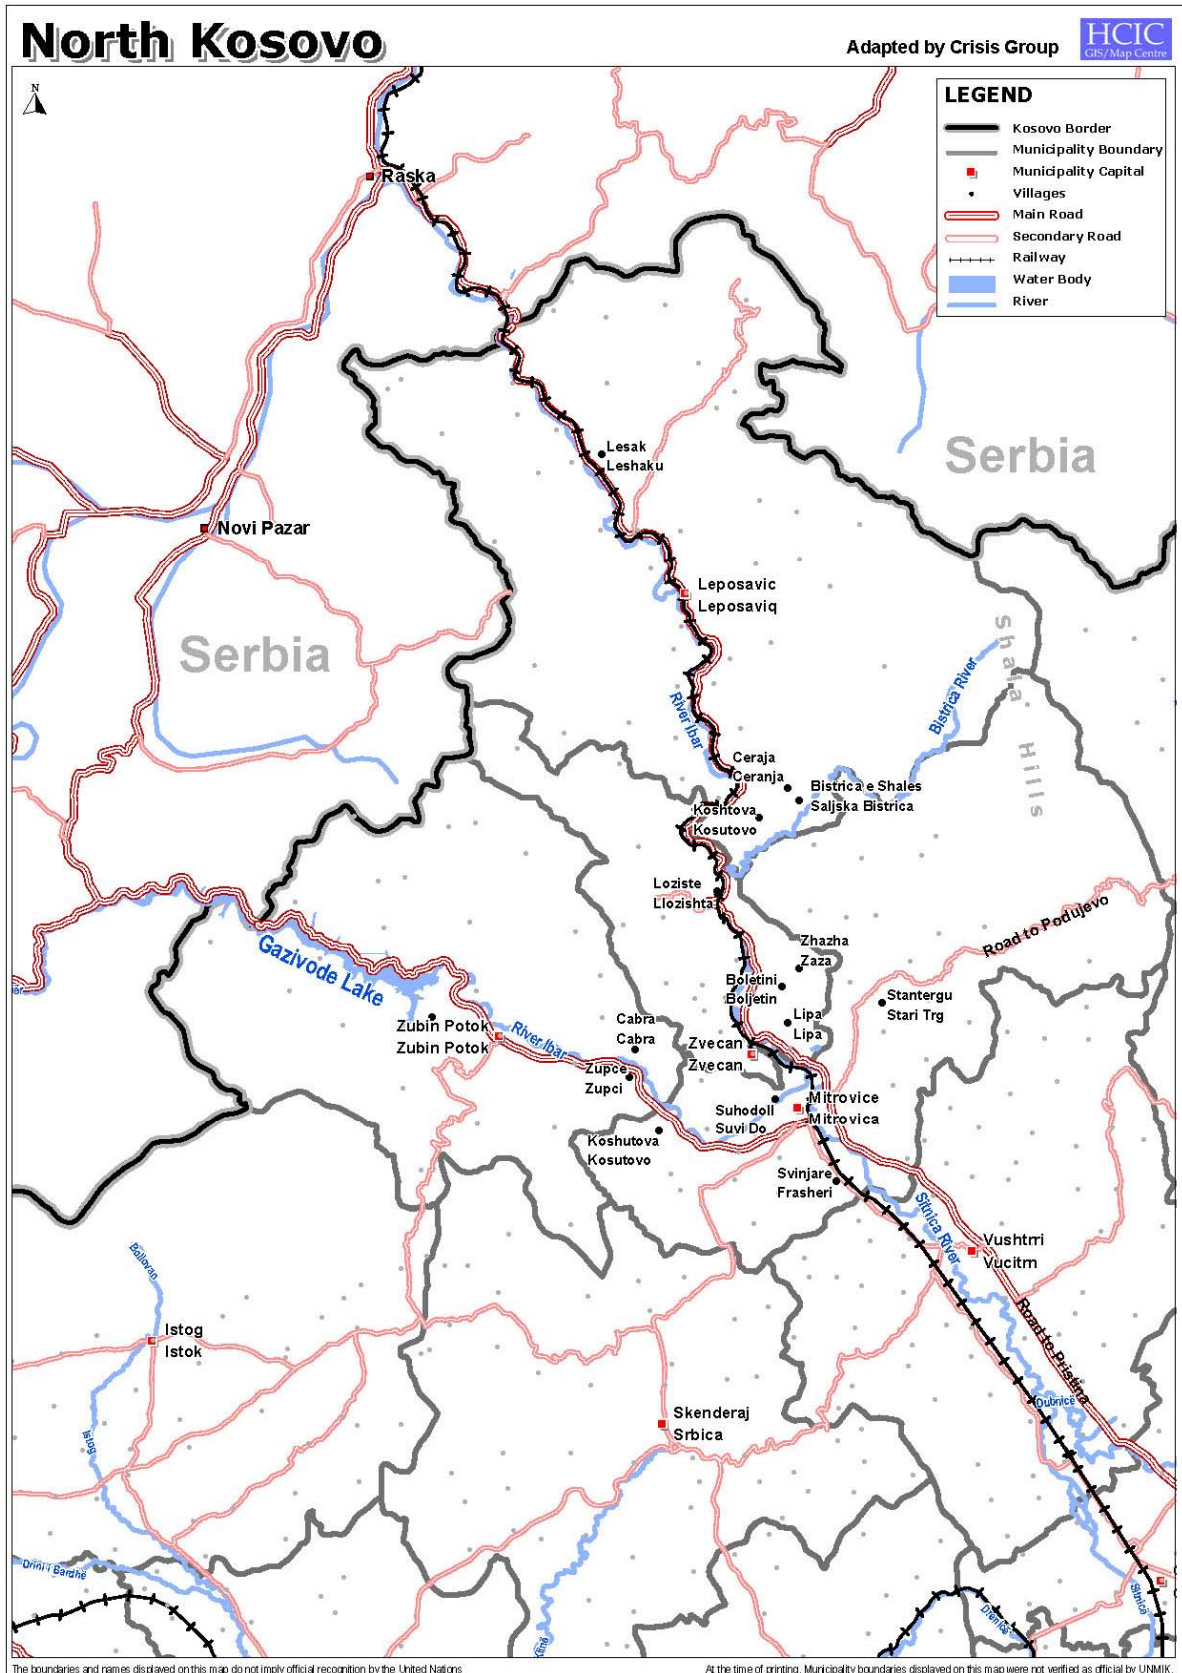 North Kosovo
Adapted by Crisis Group
HCIC
GIS/Map Centre
N
LEGEND
Kosovo Border
Municipality Boundary
Municipality Capital
Villages
Main Road
Secondary Road
Railway
Water Body
River
Raska
Serbia
Lesak
Leshaku
Novi Pazar
Leposavic
Leposaviq
Serbia
Shala Hills
Bistrica River
River Ibar
Ceraja
Ceranja
Bistrica e Shales
Saljska Bistrica
Koshtova
Kosutovo
Loziste
Llozishta
Road to Podujevo
Zhazha
Zaza
Gazivode Lake
Boletini
Boljetin
Stantergu
Stari Trg
Zubin Potok
Zubin Potok
River Ibar
Cabra
Cabra
Lipa
Lipa
Zvecan
Zvecan
Zupce
Zupci
Mitrovice
Mitrovica
Suhodoll
Suvi Do
Koshutova
Kosutovo
Svinjare
Frasheri
Sitnica River
Vushtrri
Vucitrn
Bollovan
Road to Pristina
Istog
Istok
Dubnicë
Skenderaj
Srbica
Istog
Drini i Bardhë
Klinë
Drenicë
Sitnica
The boundaries and names displayed on this map do not imply official recognition by the United Nations
At the time of printing, Municipality boundaries displayed on this map were not verified as official by UNMIK.